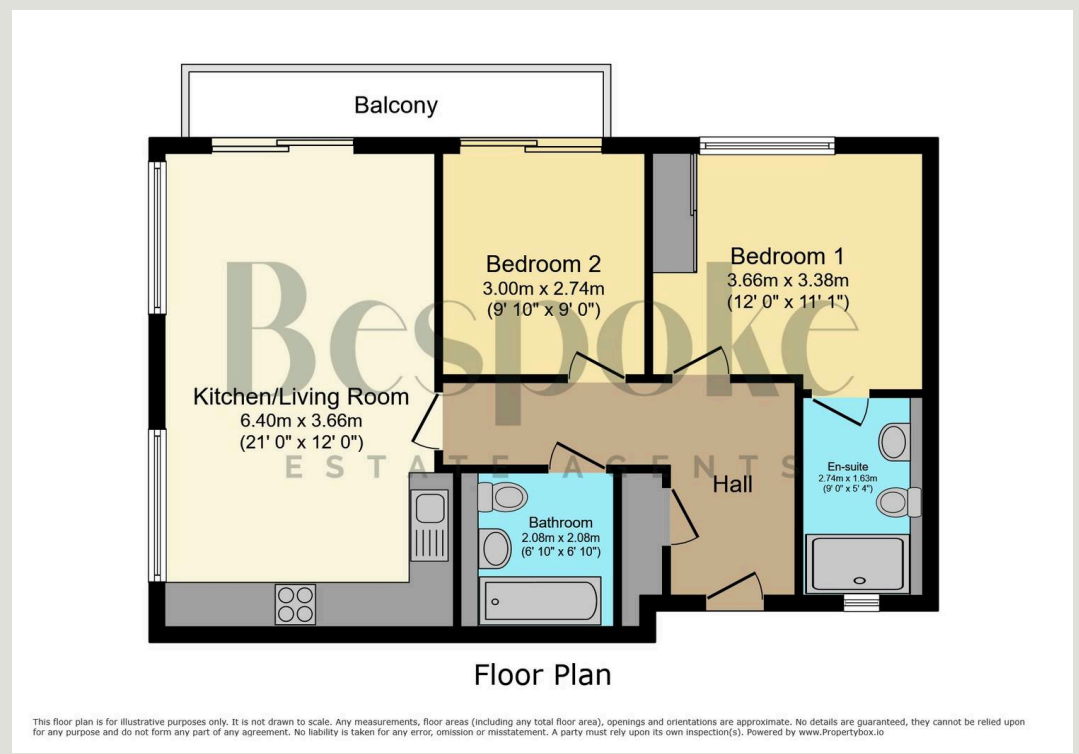 Balcony
Bedroom 2
3.00m x 2.74m
(9' 10" x 9' 0")
Bedroom 1
3.66m x 3.38m
(12' 0" x 11' 1")
Bespoke
ESTATE AGENTS
Kitchen/Living Room
6.40m x 3.66m
(21' 0" x 12' 0")
Hall
En-suite
2.74m x 1.63m
(9' 0" x 5' 4")
Bathroom
2.08m x 2.08m
(6' 10" x 6' 10")
Floor Plan
This floor plan is for illustrative purposes only. It is not drawn to scale. Any measurements, floor areas (including any total floor area), openings and orientations are approximate. No details are guaranteed, they cannot be relied upon
for any purpose and do not form any part of any agreement. No liability is taken for any error, omission or misstatement. A party must rely upon its own inspection(s). Powered by www.Propertybox.io